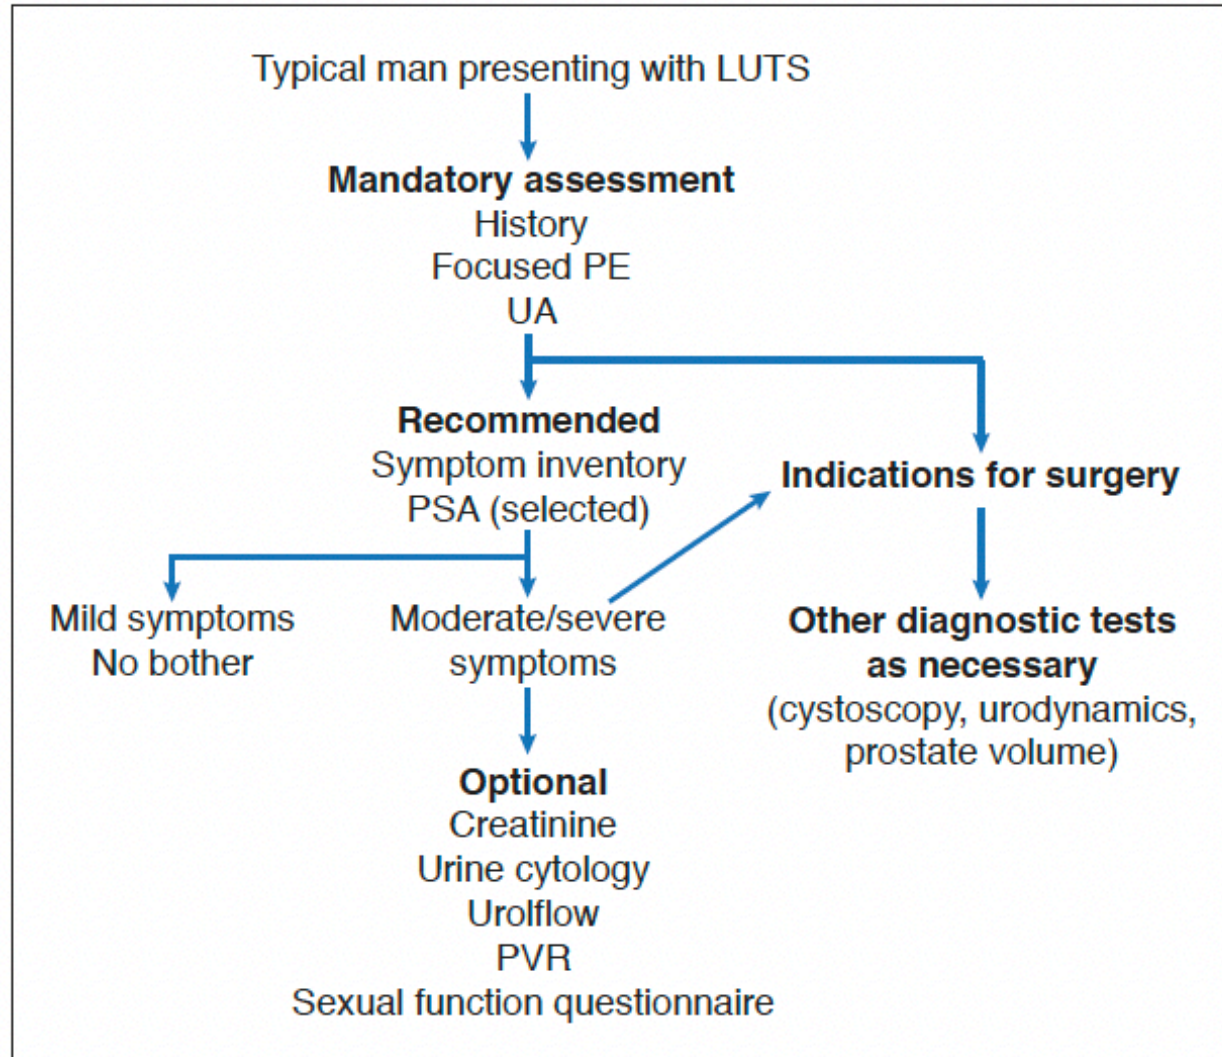 Typical man presenting with LUTS
Mandatory assessment
History
Focused PE
UA
Recommended
Symptom inventory
PSA (selected)
Indications for surgery
Mild symptoms
No bother
Moderate/severe
symptoms
Other diagnostic tests
as necessary
(cystoscopy, urodynamics,
prostate volume)
Optional
Creatinine
Urine cytology
Urolflow
PVR
Sexual function questionnaire